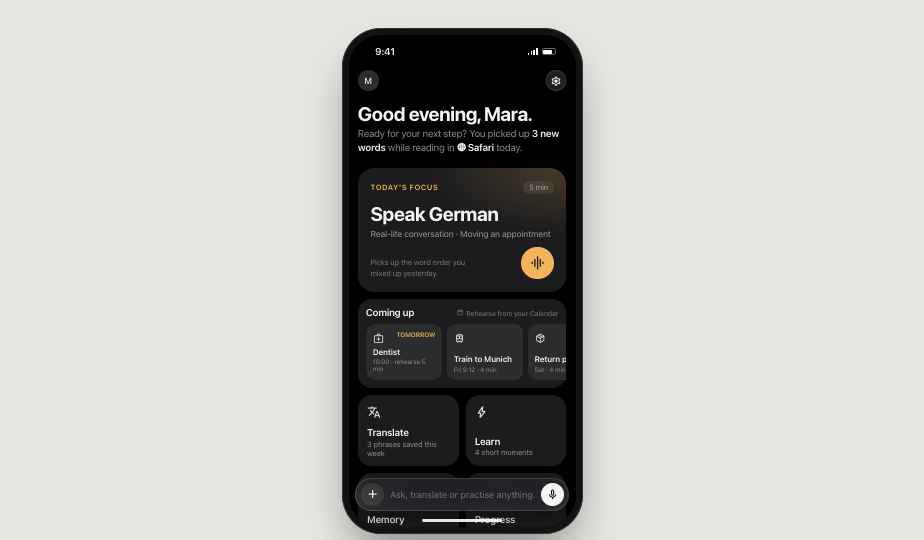 9:41
M
Good evening, Mara.
Ready for your next step? You picked up 3 new
words while reading in Safari today.
TODAY'S FOCUS
5 min
Speak German
Real-life conversation · Moving an appointment
Picks up the word order you
mixed up yesterday.
Coming up
Rehearse from your Calendar
TOMORROW
Dentist
10:00 · rehearse 5
min
Train to Munich
Fri 9:12 · 4 min
Return p
Sat · 4 min
Translate
3 phrases saved this
week
Learn
4 short moments
Ask, translate or practise anything.
Memory
Progress